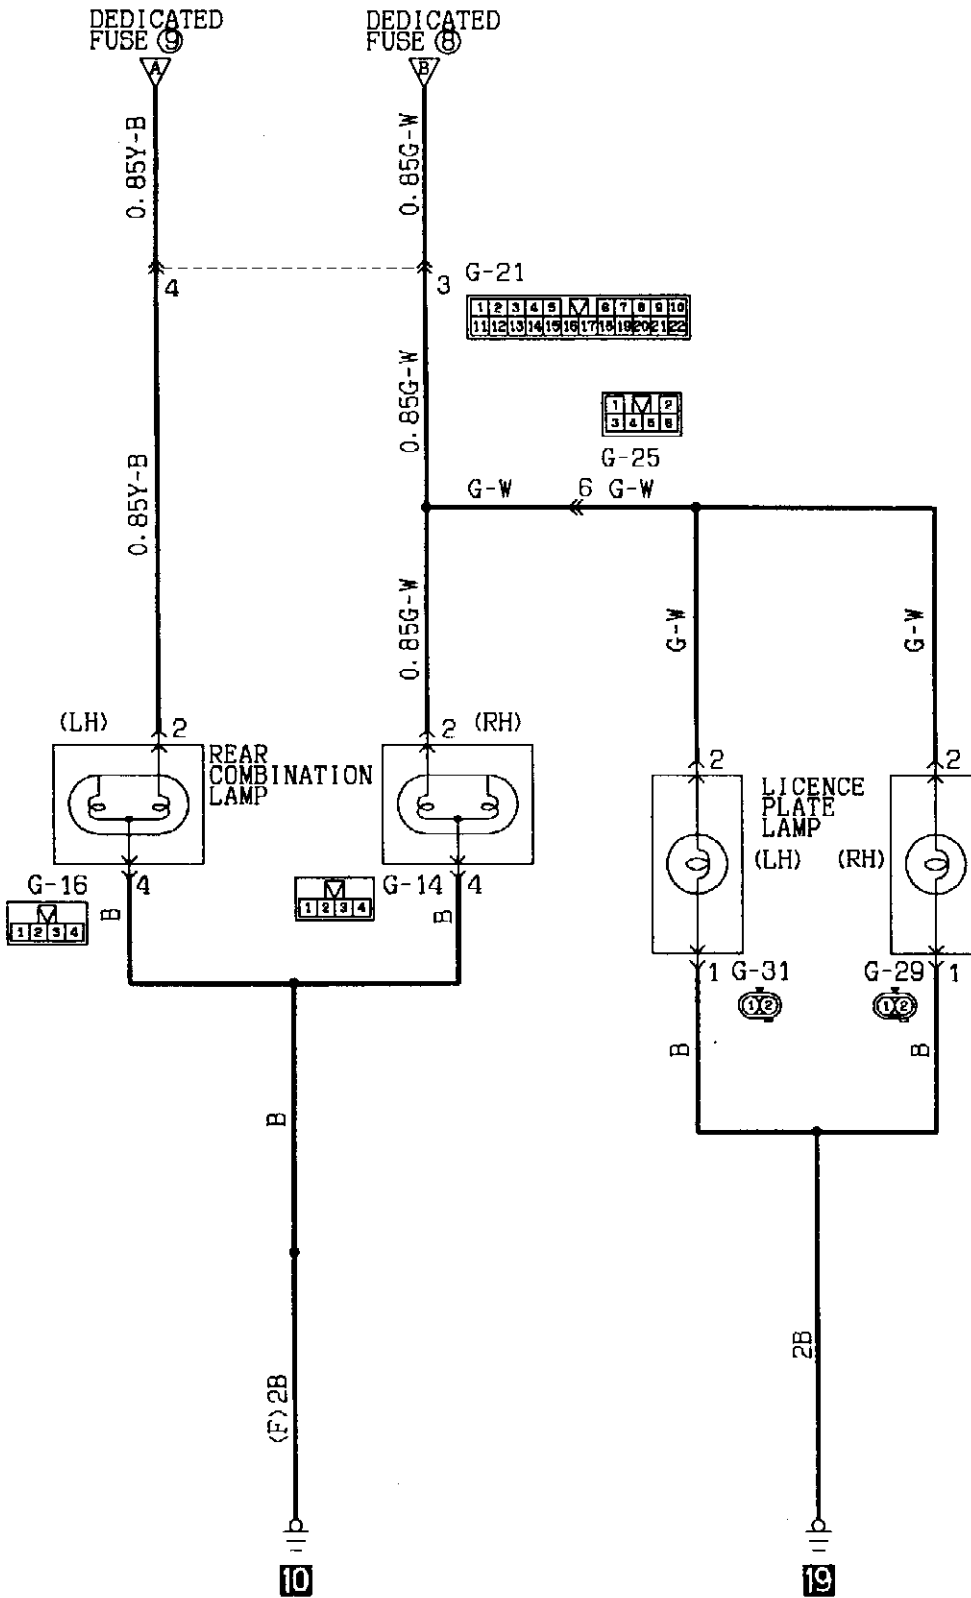 DEDICATED
FUSE ⑨
DEDICATED
FUSE ⑧
A
B
0.85Y-B
0.85G-W
4
3
G-21
1 2 3 4 5 6 7 8 9 10
11 12 13 14 15 16 17 18 19 20 21 22
0.85Y-B
0.85G-W
1 2
3 4 5 6
G-25
G-W
6
G-W
0.85G-W
G-W
G-W
(LH)
2
2
(RH)
REAR
COMBINATION
LAMP
2
2
LICENCE
PLATE
LAMP
(LH)
(RH)
G-16
4
G-14
4
1 2 3 4
1 2 3 4
B
B
1
G-31
G-29
1
1 2
1 2
B
B
B
(F)2B
2B
10
19